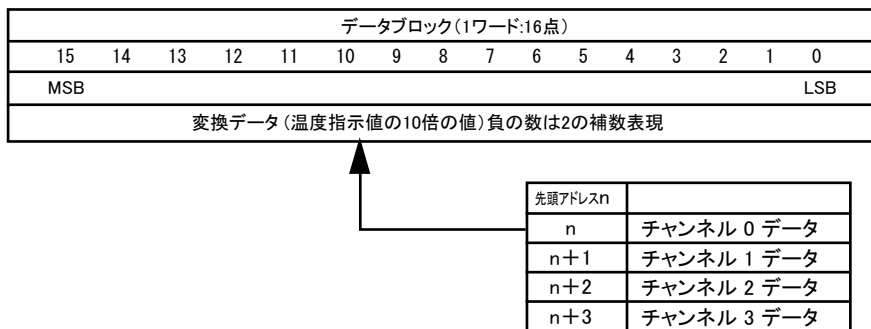 データブロック（1ワード:16点）
15 14 13 12 11 10 9 8 7 6 5 4 3 2 1 0
MSB LSB
変換データ（温度指示値の10倍の値）負の数は2の補数表現
先頭アドレスn
n チャンネル 0 データ
n＋1 チャンネル 1 データ
n＋2 チャンネル 2 データ
n＋3 チャンネル 3 データ